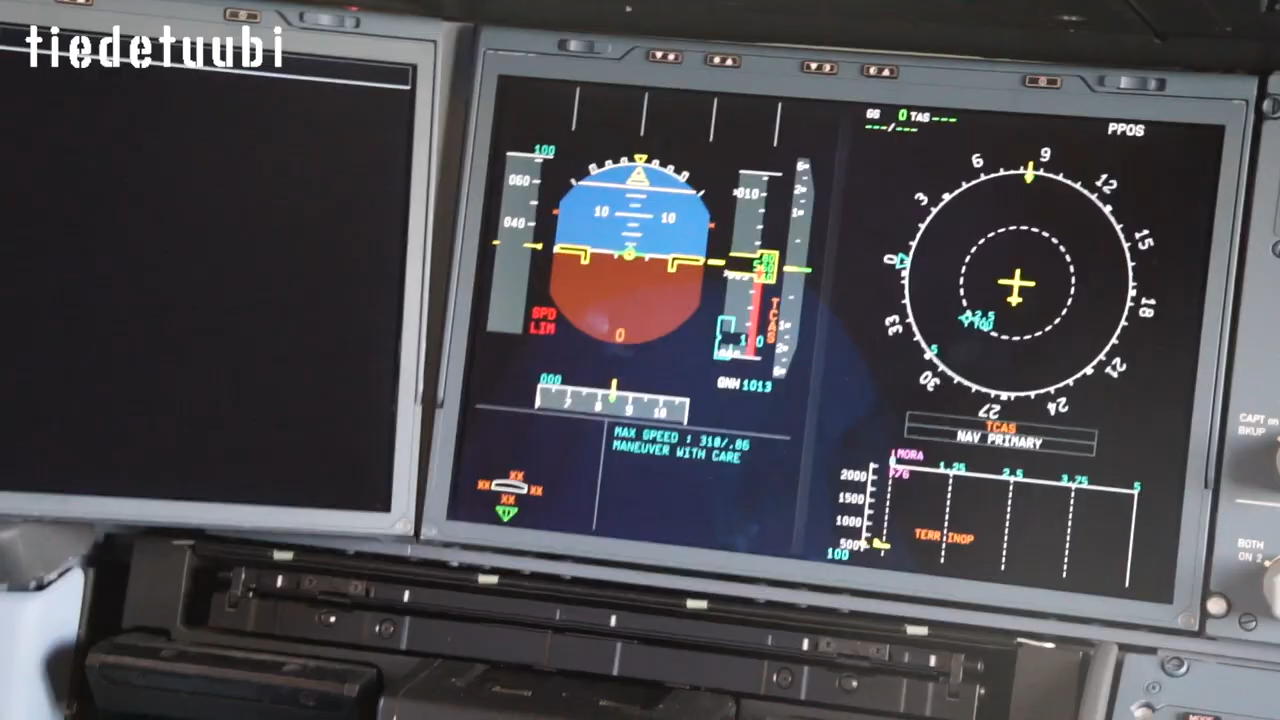 tiedetuubi
GS 0 TAS ---
---/---
PPOS
100
060
040
10 10
010
SPD
LIM
0
TCAS
QNH 1013
000
7 8 9 10
MAX SPEED : 310/.86
MANEUVER WITH CARE
XX
XX XX
XX
0 3 6 9 12 15 18 21 24 27 30 33
5
TCAS
NAV PRIMARY
MORA
1.25 2.5 3.75 5
2000
1500
1000
500
100
TERR INOP
CAPT on
BKUP
BOTH
ON 2